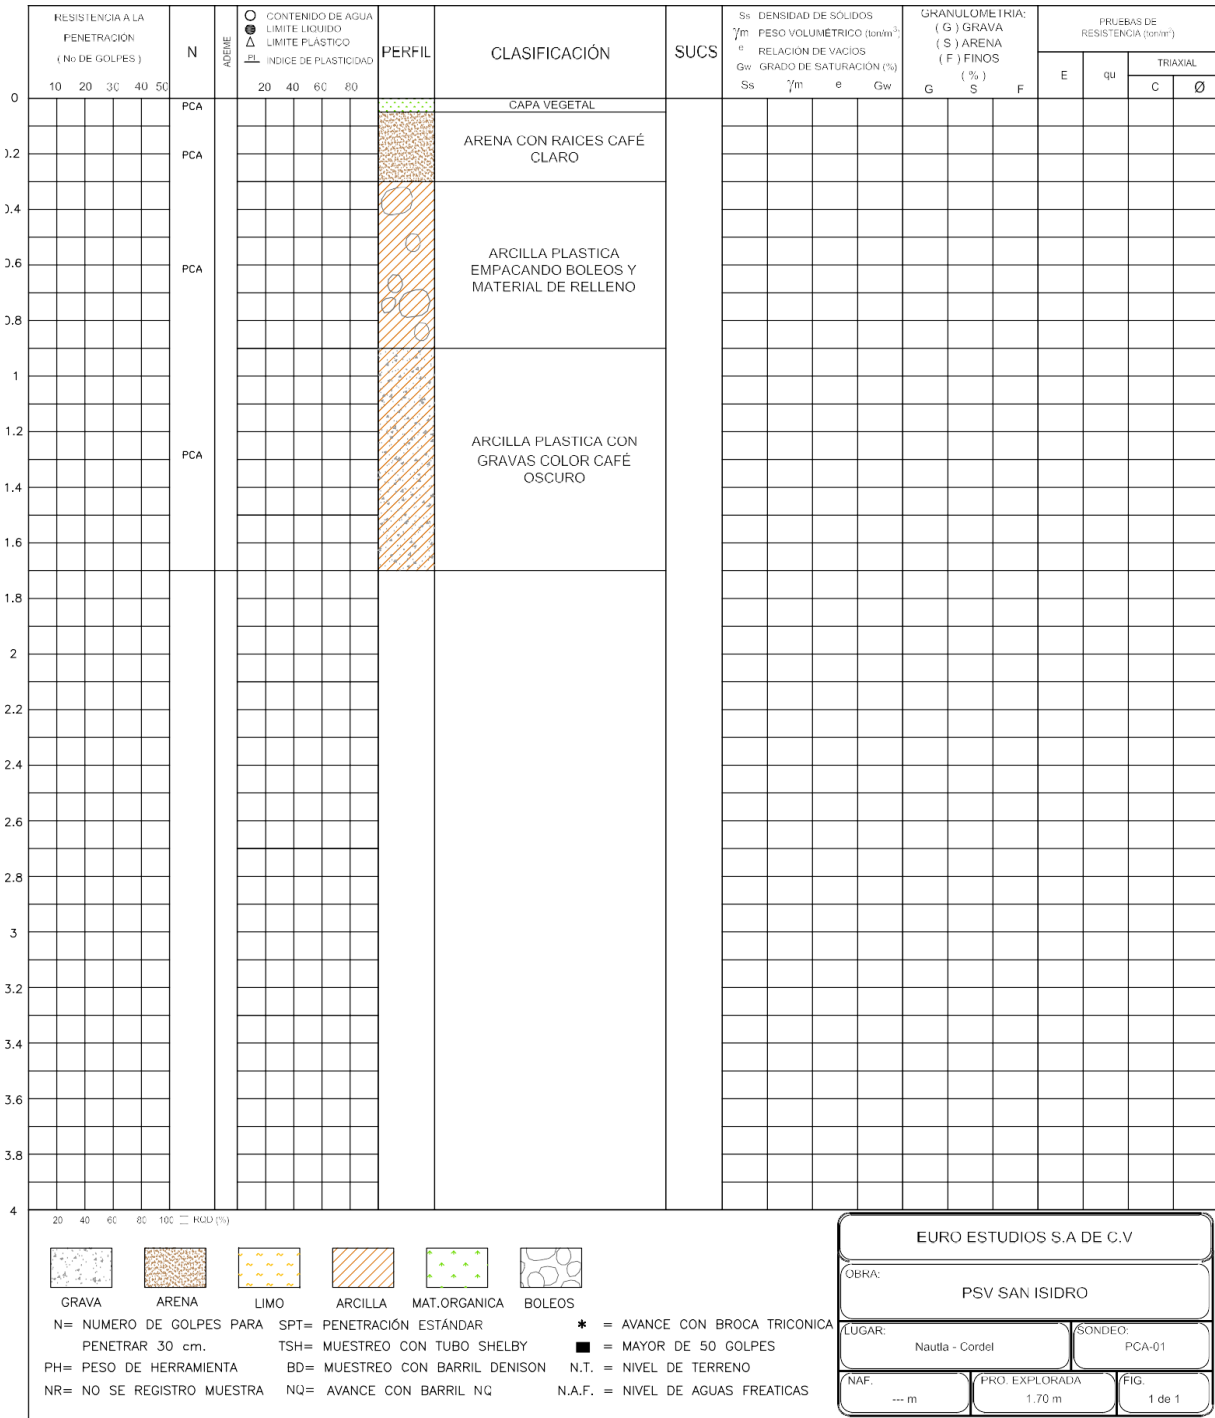 RESISTENCIA A LA
PENETRACIÓN
( No DE GOLPES )
10 20 30 40 50
N
ADEME
CONTENIDO DE AGUA
LIMITE LIQUIDO
LIMITE PLÁSTICO
PI INDICE DE PLASTICIDAD
20 40 60 80
PERFIL
CLASIFICACIÓN
SUCS
Ss DENSIDAD DE SÓLIDOS
γm PESO VOLUMÉTRICO (ton/m³)
e RELACIÓN DE VACÍOS
Gw GRADO DE SATURACIÓN (%)
Ss γm e Gw
GRANULOMETRIA:
( G ) GRAVA
( S ) ARENA
( F ) FINOS
( % )
G S F
PRUEBAS DE
RESISTENCIA (ton/m²)
E qu
TRIAXIAL
C Ø
0
PCA
CAPA VEGETAL
ARENA CON RAICES CAFÉ
CLARO
0.2
PCA
0.4
ARCILLA PLASTICA
EMPACANDO BOLEOS Y
MATERIAL DE RELLENO
0.6
PCA
0.8
1
1.2
ARCILLA PLASTICA CON
GRAVAS COLOR CAFÉ
OSCURO
PCA
1.4
1.6
1.8
2
2.2
2.4
2.6
2.8
3
3.2
3.4
3.6
3.8
4
20 40 60 80 100 RQD (%)
GRAVA ARENA LIMO ARCILLA MAT.ORGANICA BOLEOS
N= NUMERO DE GOLPES PARA
PENETRAR 30 cm.
PH= PESO DE HERRAMIENTA
NR= NO SE REGISTRO MUESTRA
SPT= PENETRACIÓN ESTÁNDAR
TSH= MUESTREO CON TUBO SHELBY
BD= MUESTREO CON BARRIL DENISON
NQ= AVANCE CON BARRIL NQ
* = AVANCE CON BROCA TRICONICA
■ = MAYOR DE 50 GOLPES
N.T. = NIVEL DE TERRENO
N.A.F. = NIVEL DE AGUAS FREATICAS
EURO ESTUDIOS S.A DE C.V
OBRA:
PSV SAN ISIDRO
LUGAR:
Nautla - Cordel
SONDEO:
PCA-01
NAF.
--- m
PRO. EXPLORADA
1.70 m
FIG.
1 de 1